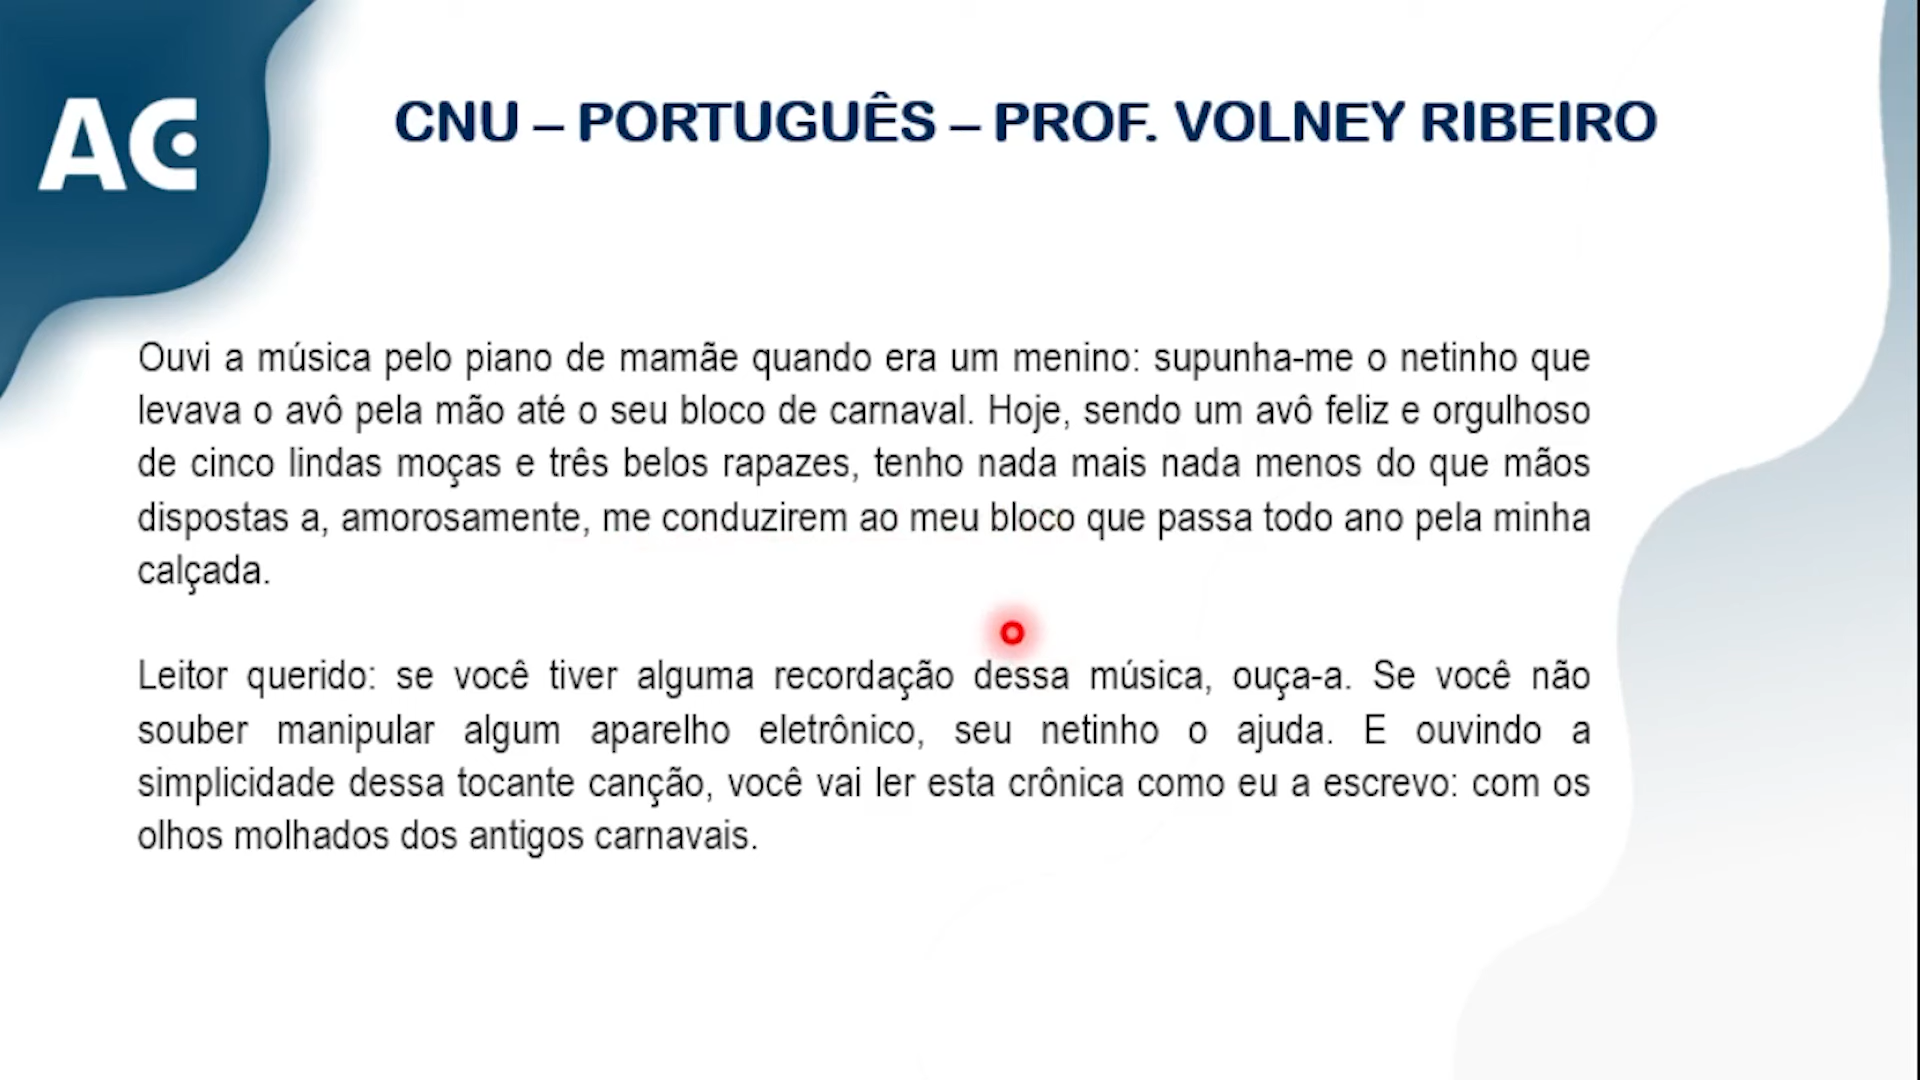 AC
CNU – PORTUGUÊS – PROF. VOLNEY RIBEIRO
Ouvi a música pelo piano de mamãe quando era um menino: supunha-me o netinho que
levava o avô pela mão até o seu bloco de carnaval. Hoje, sendo um avô feliz e orgulhoso
de cinco lindas moças e três belos rapazes, tenho nada mais nada menos do que mãos
dispostas a, amorosamente, me conduzirem ao meu bloco que passa todo ano pela minha
calçada.
Leitor querido: se você tiver alguma recordação dessa música, ouça-a. Se você não
souber manipular algum aparelho eletrônico, seu netinho o ajuda. E ouvindo a
simplicidade dessa tocante canção, você vai ler esta crônica como eu a escrevo: com os
olhos molhados dos antigos carnavais.